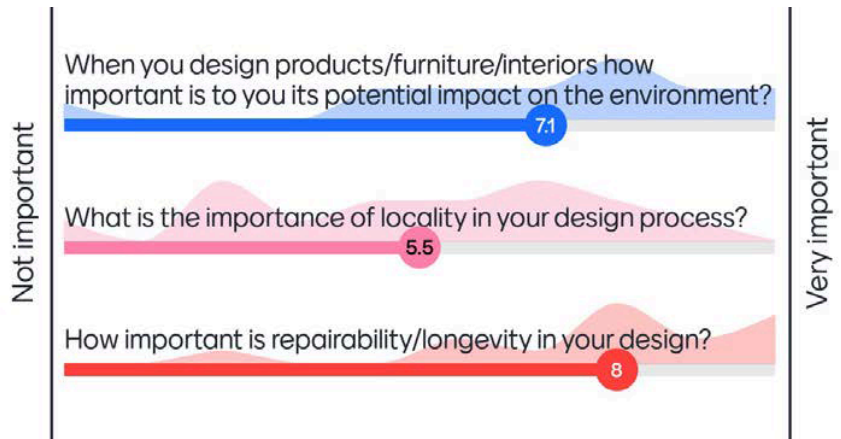 Not important
When you design products/furniture/interiors how
important is to you its potential impact on the environment?
7.1
What is the importance of locality in your design process?
5.5
How important is repairability/longevity in your design?
8
Very important